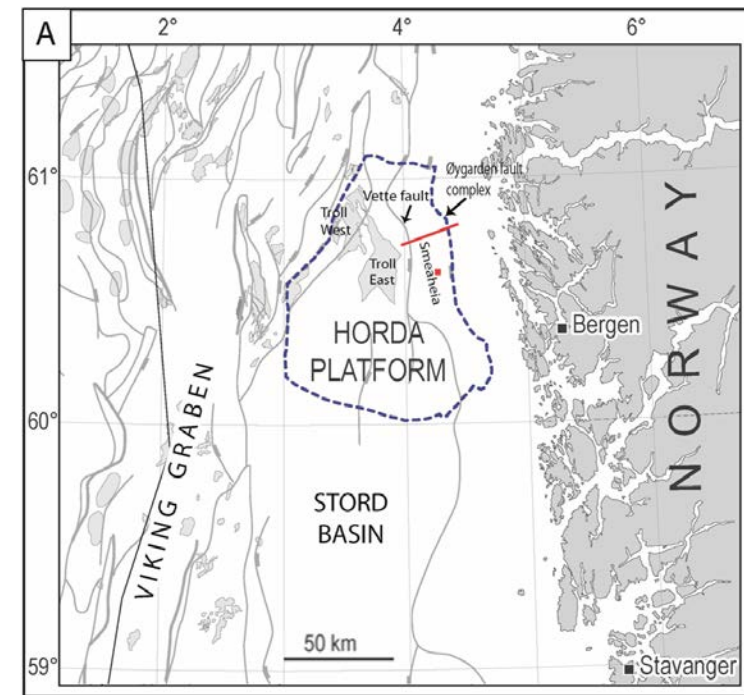 A
2°
4°
6°
61°
60°
59°
Øygarden fault
complex
Vette fault
Troll
West
Troll
East
Smeaheia
HORDA
PLATFORM
Bergen
NORWAY
VIKING GRABEN
STORD
BASIN
50 km
Stavanger